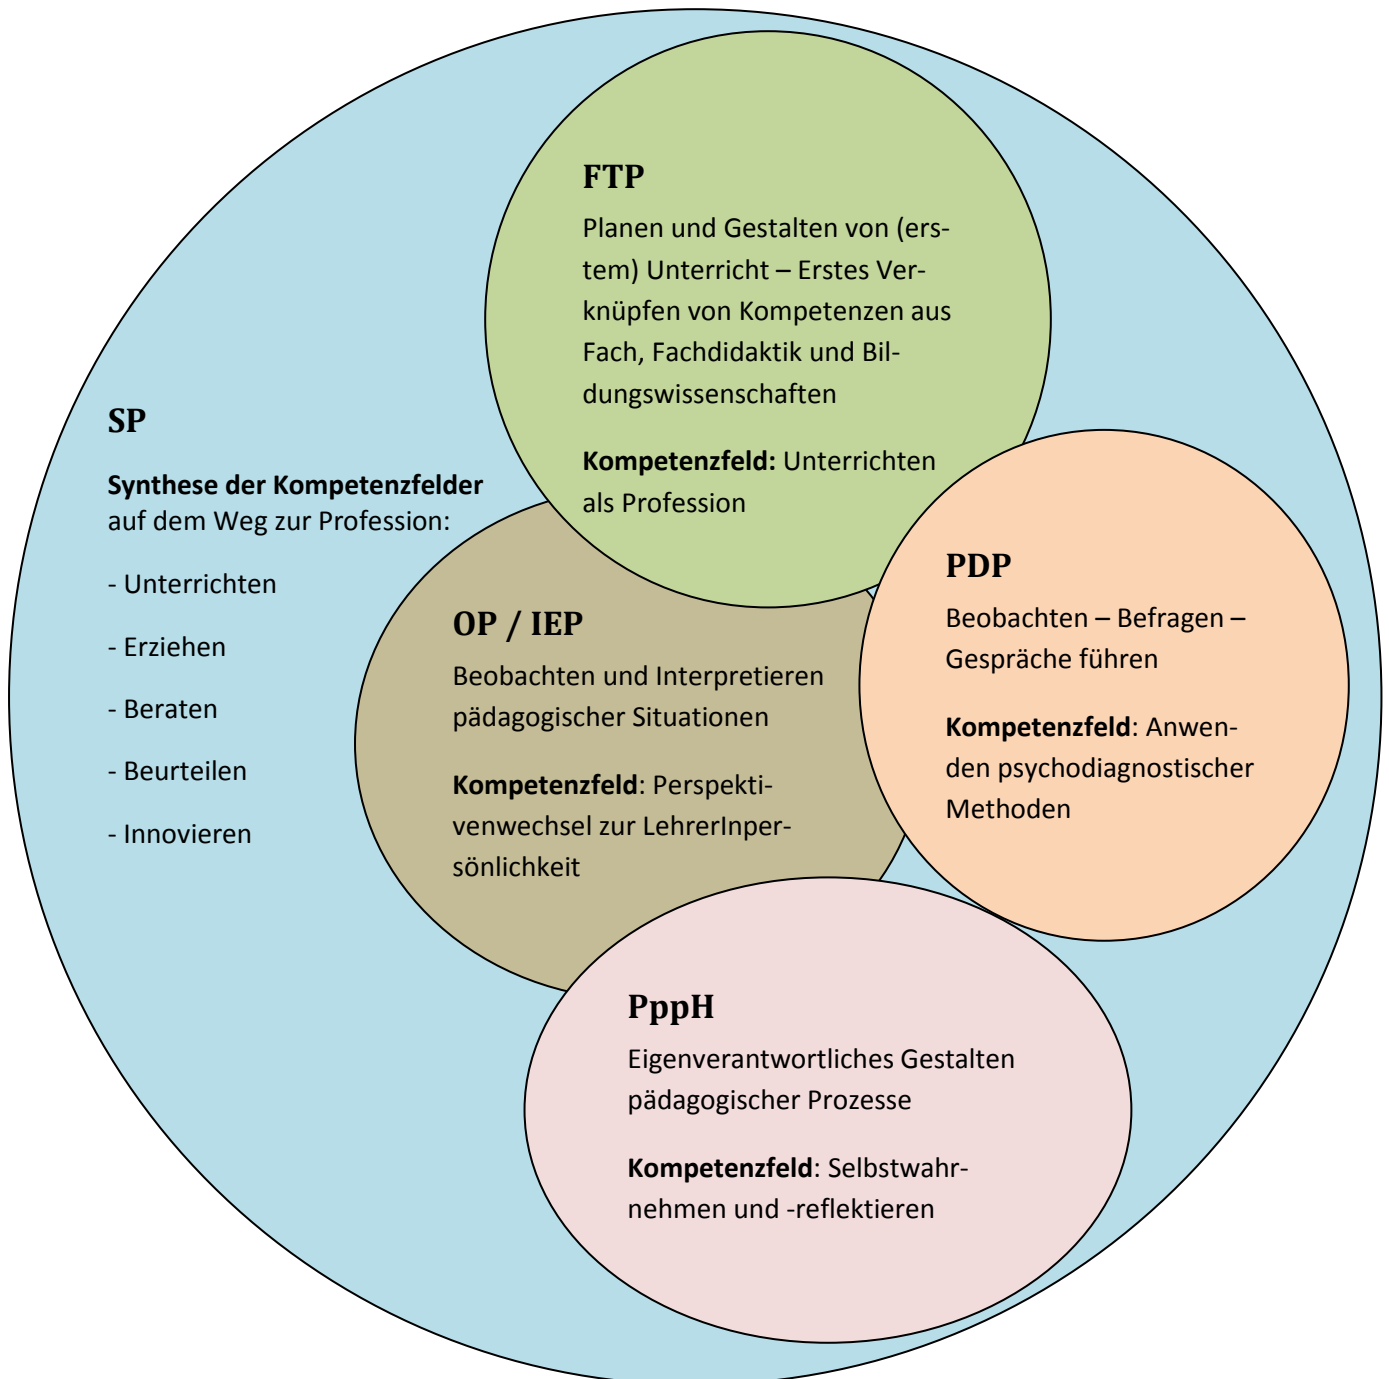 FTP
Planen und Gestalten von (ers-
tem) Unterricht – Erstes Ver-
knüpfen von Kompetenzen aus
Fach, Fachdidaktik und Bil-
dungswissenschaften
Kompetenzfeld: Unterrichten
als Profession
SP
Synthese der Kompetenzfelder
auf dem Weg zur Profession:
- Unterrichten
- Erziehen
- Beraten
- Beurteilen
- Innovieren
OP / IEP
Beobachten und Interpretieren
pädagogischer Situationen
Kompetenzfeld: Perspekti-
venwechsel zur LehrerInper-
sönlichkeit
PDP
Beobachten – Befragen –
Gespräche führen
Kompetenzfeld: Anwen-
den psychodiagnostischer
Methoden
PppH
Eigenverantwortliches Gestalten
pädagogischer Prozesse
Kompetenzfeld: Selbstwahr-
nehmen und -reflektieren